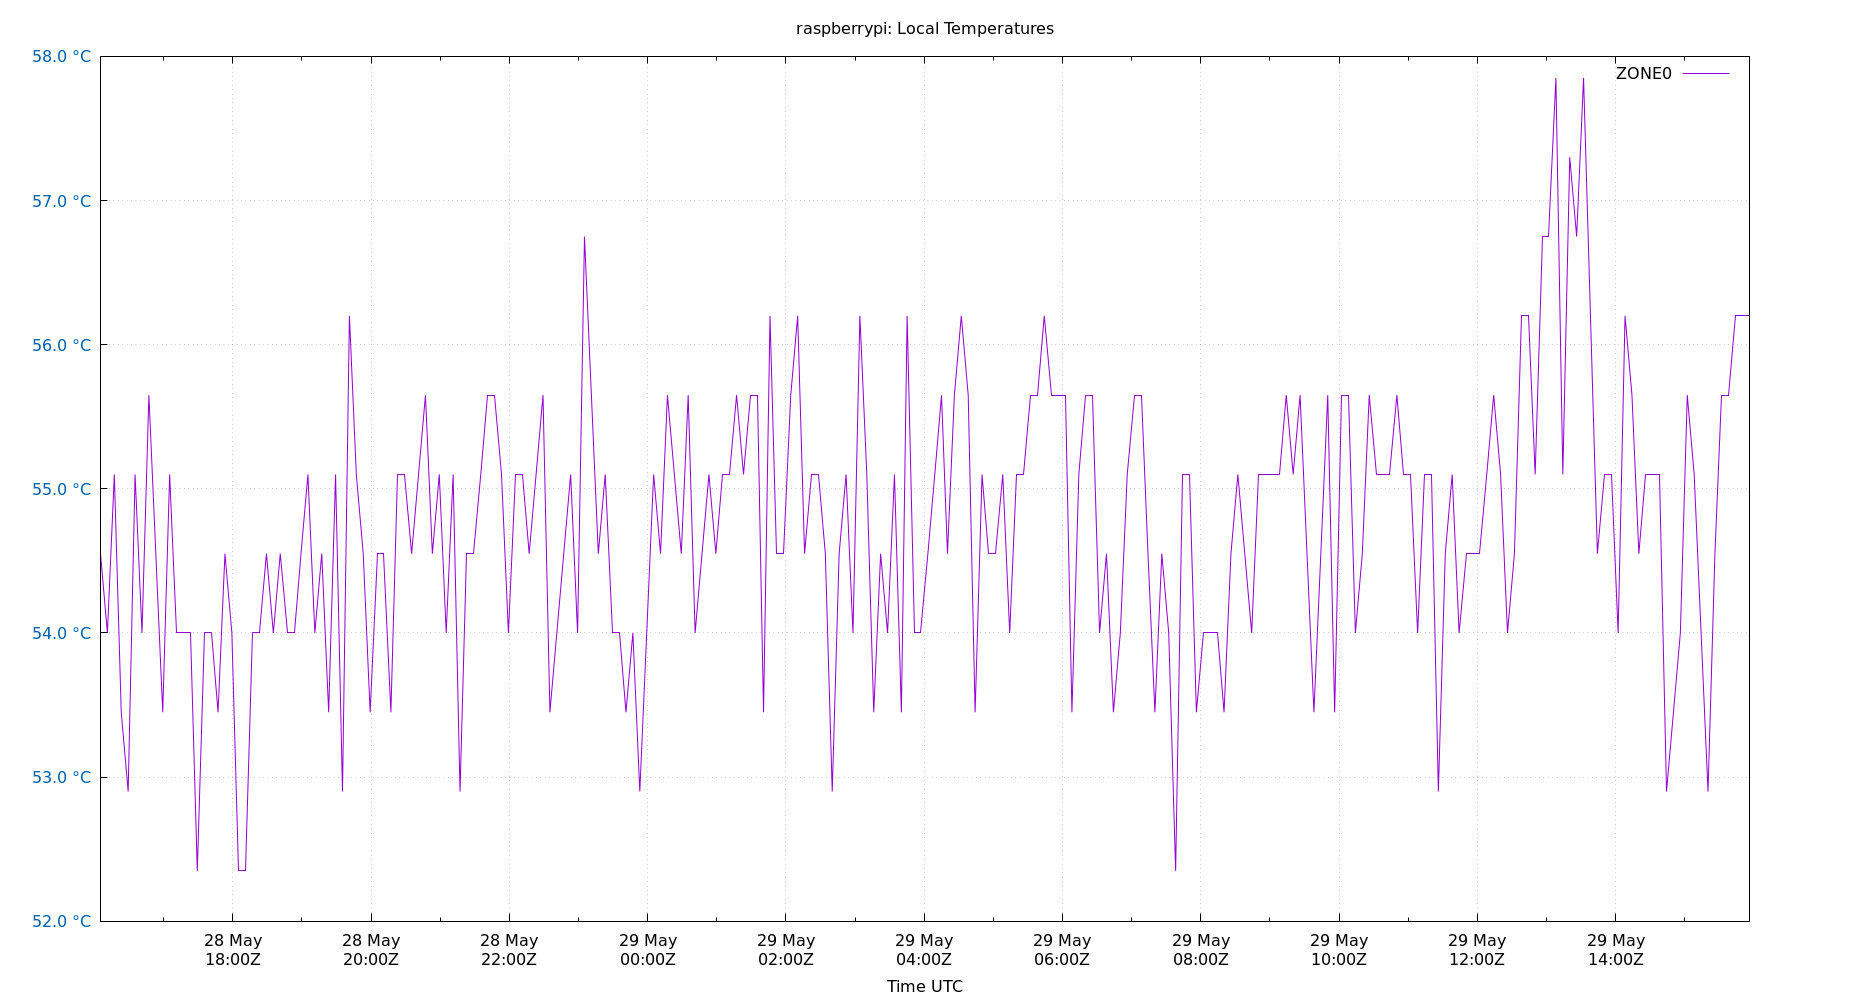 raspberrypi: Local Temperatures
58.0 °C
ZONE0
57.0 °C
56.0 °C
55.0 °C
54.0 °C
53.0 °C
52.0 °C
28 May 28 May 28 May 29 May 29 May 29 May 29 May 29 May 29 May 29 May 29 May
18:00Z 20:00Z 22:00Z 00:00Z 02:00Z 04:00Z 06:00Z 08:00Z 10:00Z 12:00Z 14:00Z
Time UTC